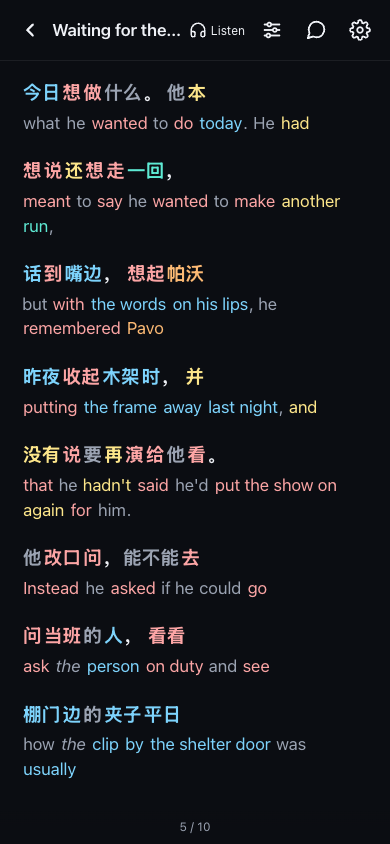 Waiting for the...
Listen
今日想做什么。他本
what he wanted to do today. He had
想说还想走一回，
meant to say he wanted to make another
run,
话到嘴边，想起帕沃
but with the words on his lips, he
remembered Pavo
昨夜收起木架时，并
putting the frame away last night, and
没有说要再演给他看。
that he hadn't said he'd put the show on
again for him.
他改口问，能不能去
Instead he asked if he could go
问当班的人，看看
ask the person on duty and see
棚门边的夹子平日
how the clip by the shelter door was
usually
5 / 10